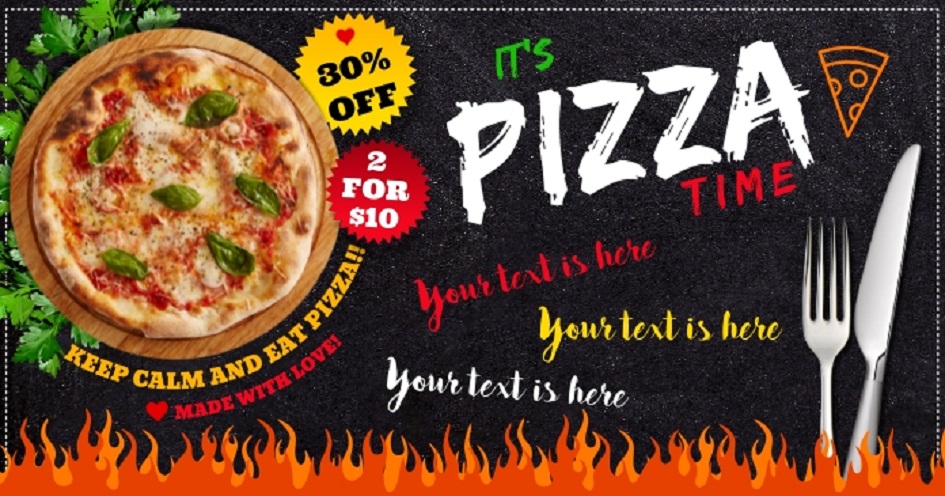 30%
OFF
2
FOR
$10
KEEP CALM AND EAT PIZZA!!
MADE WITH LOVE!
IT'S
PIZZA
TIME
Your text is here
Your text is here
Your text is here